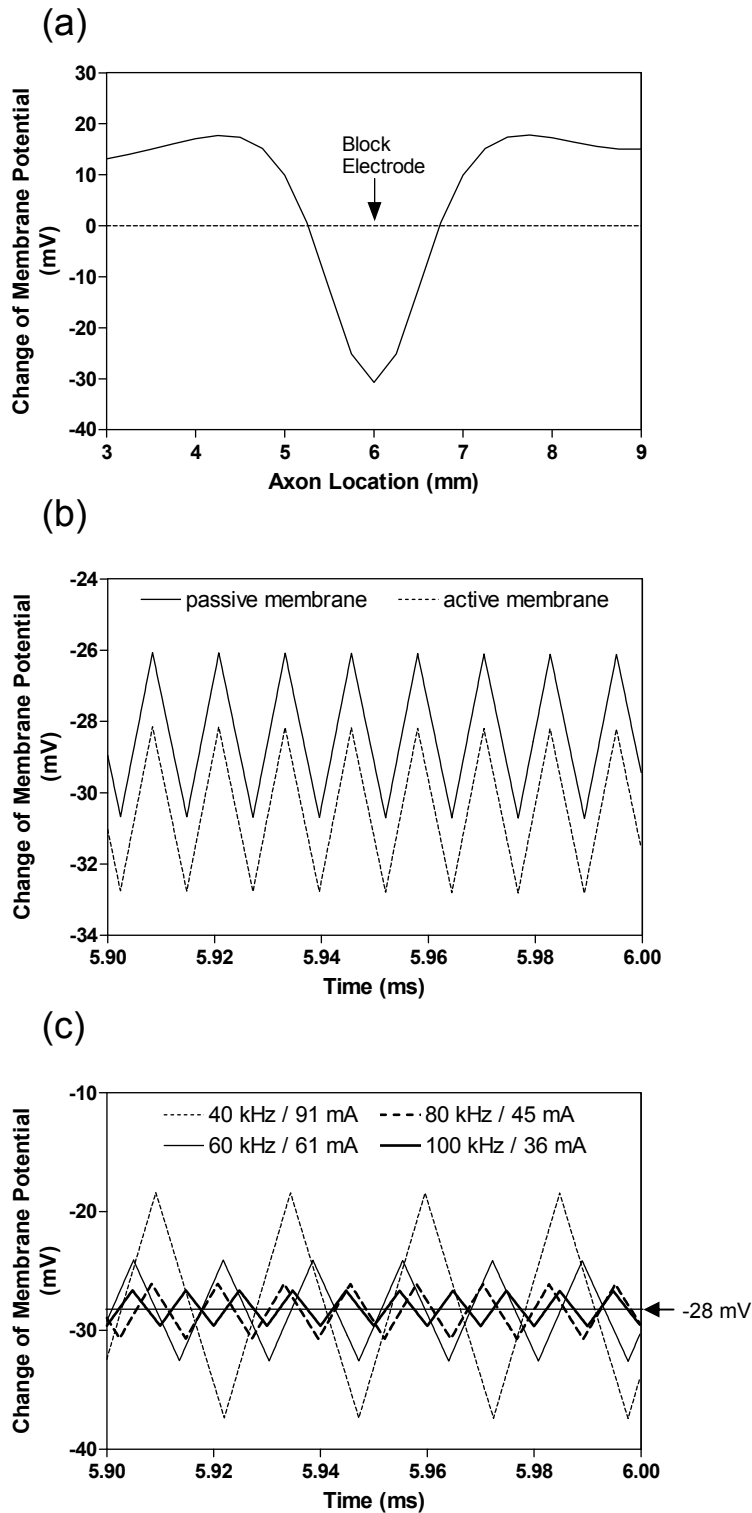 (a)
30
20
10
0
-10
-20
-30
-40
Change of Membrane Potential
(mV)
Block
Electrode
3 4 5 6 7 8 9
Axon Location (mm)
(b)
-24
-26
-28
-30
-32
-34
Change of Membrane Potential
(mV)
passive membrane active membrane
5.90 5.92 5.94 5.96 5.98 6.00
Time (ms)
(c)
-10
-20
-30
-40
Change of Membrane Potential
(mV)
40 kHz / 91 mA 80 kHz / 45 mA
60 kHz / 61 mA 100 kHz / 36 mA
-28 mV
5.90 5.92 5.94 5.96 5.98 6.00
Time (ms)